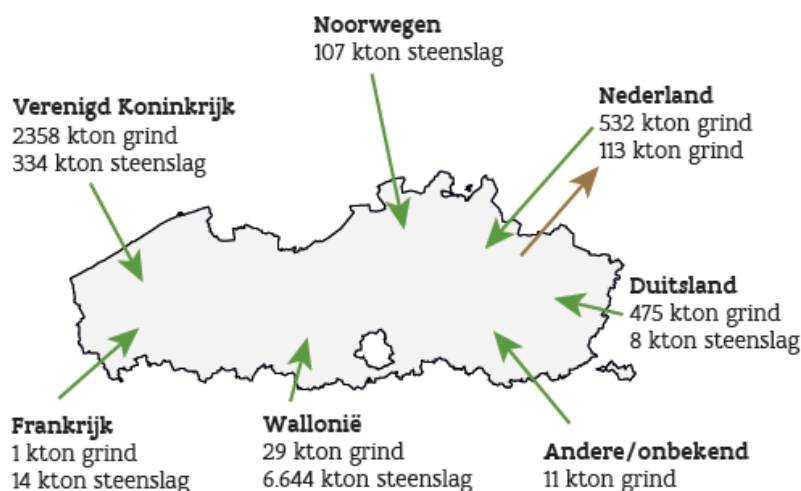 Noorwegen
107 kton steenslag
Verenigd Koninkrijk
2358 kton grind
334 kton steenslag
Nederland
532 kton grind
113 kton grind
Duitsland
475 kton grind
8 kton steenslag
Frankrijk
1 kton grind
14 kton steenslag
Wallonië
29 kton grind
6.644 kton steenslag
Andere/onbekend
11 kton grind